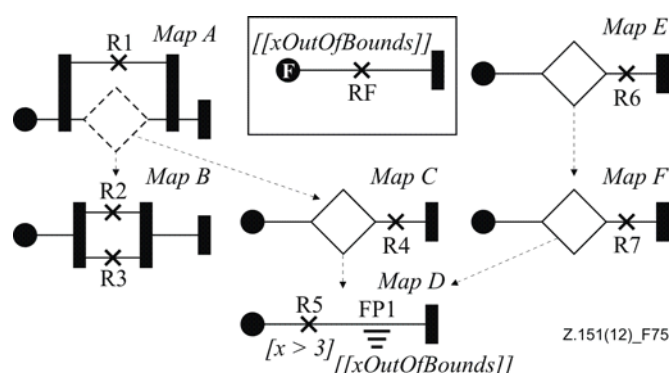 R1 Map A
[[xOutOfBounds]]
F
RF
Map E
R6
R2 Map B
R3
Map C
R4
Map F
R7
Map D
R5 FP1
[x > 3]
[[xOutOfBounds]]
Z.151(12)_F75